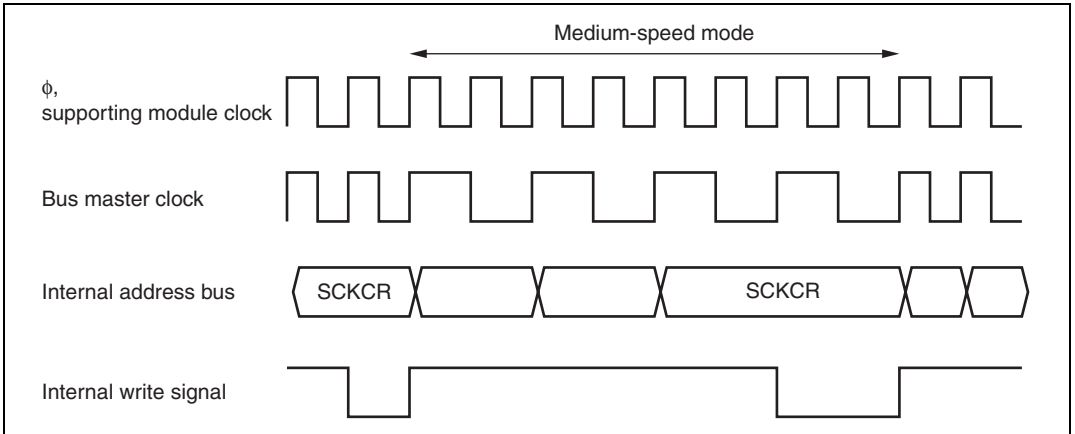 Medium-speed mode
ϕ,
supporting module clock
Bus master clock
Internal address bus
SCKCR
SCKCR
Internal write signal